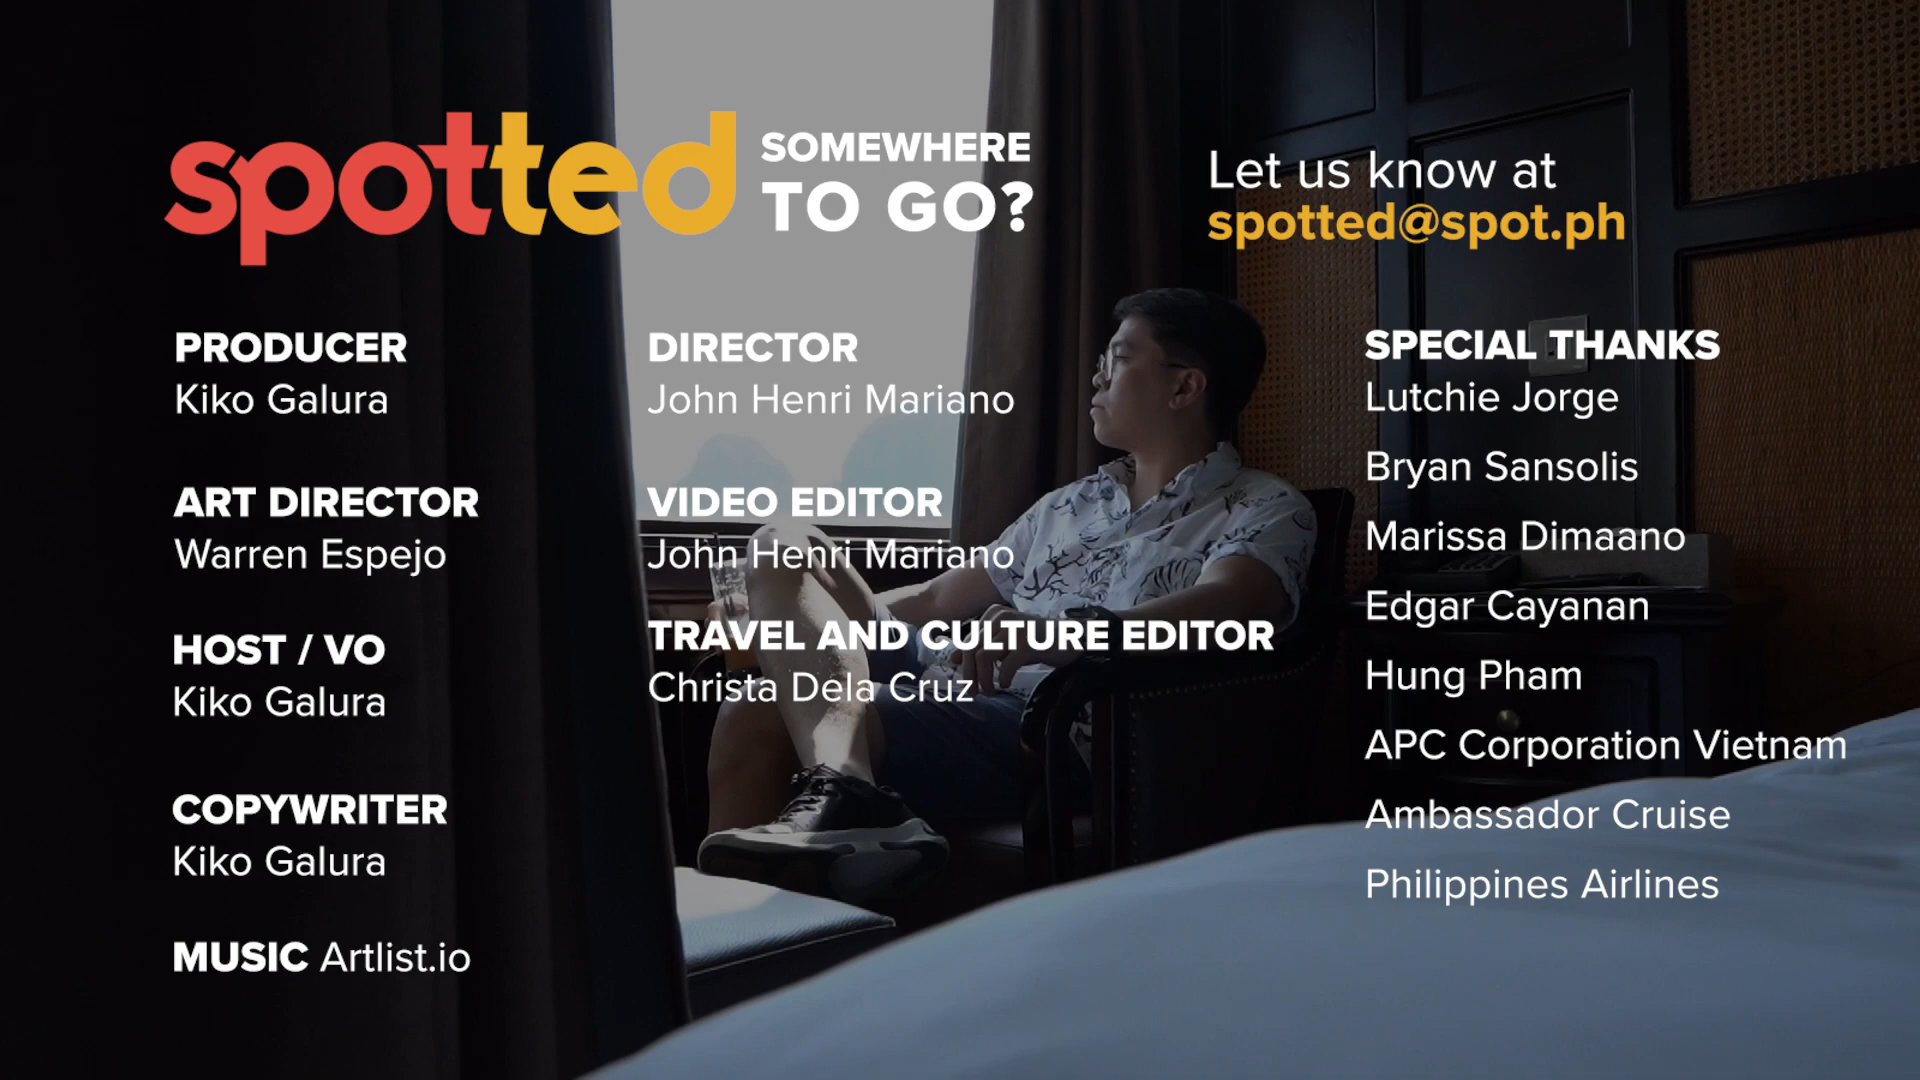 spotted
SOMEWHERE
TO GO?
Let us know at
spotted@spot.ph
PRODUCER
Kiko Galura
ART DIRECTOR
Warren Espejo
HOST / VO
Kiko Galura
COPYWRITER
Kiko Galura
MUSIC Artlist.io
DIRECTOR
John Henri Mariano
VIDEO EDITOR
John Henri Mariano
TRAVEL AND CULTURE EDITOR
Christa Dela Cruz
SPECIAL THANKS
Lutchie Jorge
Bryan Sansolis
Marissa Dimaano
Edgar Cayanan
Hung Pham
APC Corporation Vietnam
Ambassador Cruise
Philippines Airlines